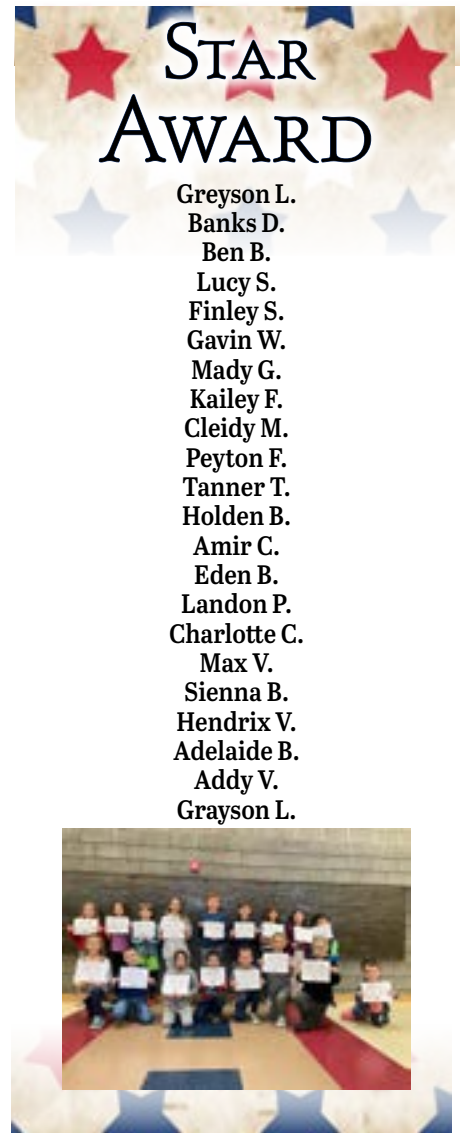 STAR
AWARD
Greyson L.
Banks D.
Ben B.
Lucy S.
Finley S.
Gavin W.
Mady G.
Kailey F.
Cleidy M.
Peyton F.
Tanner T.
Holden B.
Amir C.
Eden B.
Landon P.
Charlotte C.
Max V.
Sienna B.
Hendrix V.
Adelaide B.
Addy V.
Grayson L.